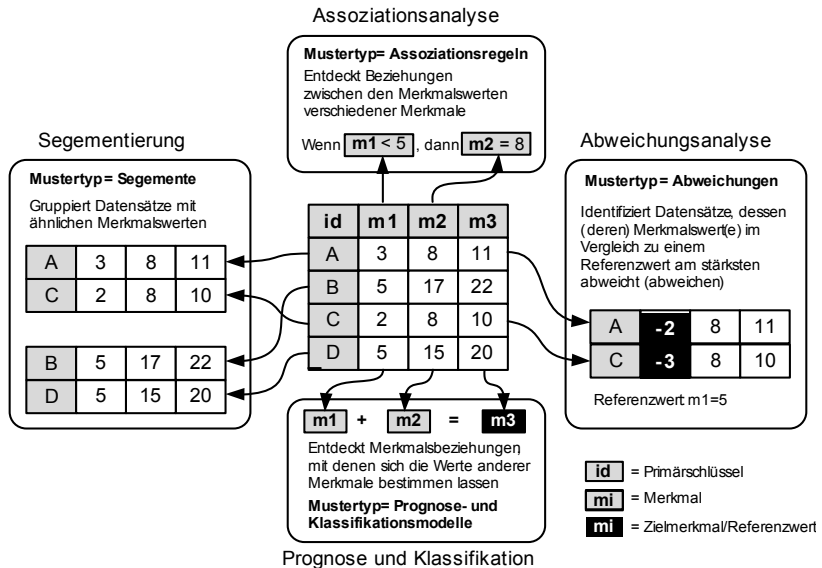 Assoziationsanalyse
Mustertyp= Assoziationsregeln
Entdeckt Beziehungen
zwischen den Merkmalswerten
verschiedener Merkmale
Wenn m1 < 5 , dann m2 = 8
Segementierung
Mustertyp= Segmente
Gruppiert Datensätze mit
ähnlichen Merkmalswerten
A 3 8 11
C 2 8 10
B 5 17 22
D 5 15 20
id m1 m2 m3
A 3 8 11
B 5 17 22
C 2 8 10
D 5 15 20
Abweichungsanalyse
Mustertyp= Abweichungen
Identifiziert Datensätze, dessen
(deren) Merkmalswert(e) im
Vergleich zu einem
Referenzwert am stärksten
abweicht (abweichen)
A -2 8 11
C -3 8 10
Referenzwert m1=5
m1 + m2 = m3
Entdeckt Merkmalsbeziehungen,
mit denen sich die Werte anderer
Merkmale bestimmen lassen
Mustertyp= Prognose- und
Klassifikationsmodelle
Prognose und Klassifikation
id = Primärschlüssel
mi = Merkmal
mi = Zielmerkmal/Referenzwert